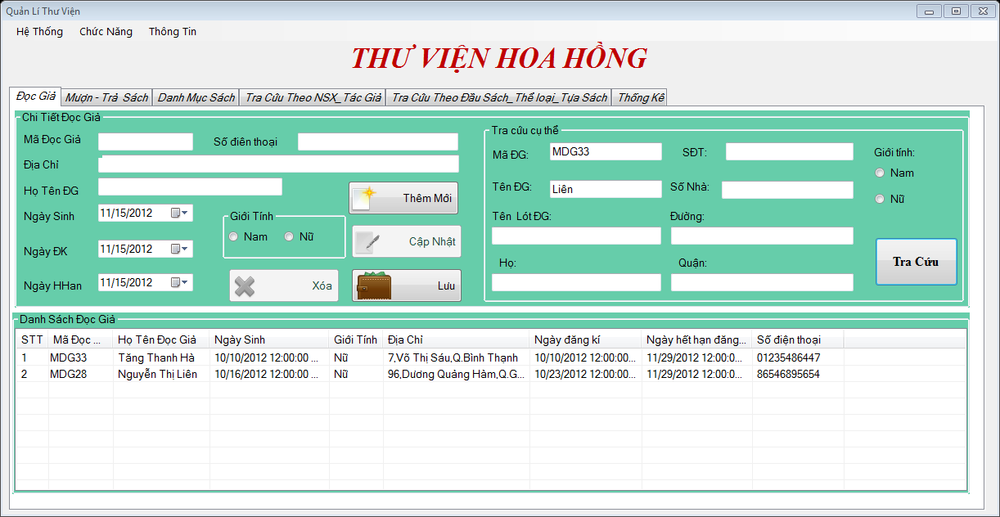 Quản Lí Thư Viện
Hệ Thống Chức Năng Thông Tin
THƯ VIỆN HOA HỒNG
Đọc Giả Mượn - Trả Sách Danh Mục Sách Tra Cứu Theo NSX_Tác Giả Tra Cứu Theo Đầu Sách_Thể loại_Tựa Sách Thống Kê
Chi Tiết Đọc Giả
Mã Đọc Giả Số điên thoại
Địa Chỉ
Họ Tên ĐG
Ngày Sinh 11/15/2012
Ngày ĐK 11/15/2012
Ngày HHan 11/15/2012
Giới Tính
Nam Nữ
Thêm Mới
Cập Nhật
Xóa Lưu
Tra cứu cụ thể
Mã ĐG: MDG33 SĐT: Giới tính:
Nam
Tên ĐG: Liên Số Nhà:
Nữ
Tên Lót ĐG: Đường:
Họ: Quận:
Tra Cứu
Danh Sách Đọc Giả
STT Mã Đọc ... Họ Tên Đọc Giả Ngày Sinh Giới Tính Địa Chỉ Ngày đăng kí Ngày hết hạn đăng... Số điện thoại
1 MDG33 Tăng Thanh Hà 10/10/2012 12:00:00 ... Nữ 7,Võ Thị Sáu,Q.Bình Thạnh 10/10/2012 12:00:00... 11/29/2012 12:00:0... 01235486447
2 MDG28 Nguyễn Thị Liên 10/16/2012 12:00:00 ... Nữ 96,Dương Quảng Hàm,Q.G... 10/23/2012 12:00:00... 11/29/2012 12:00:0... 86546895654